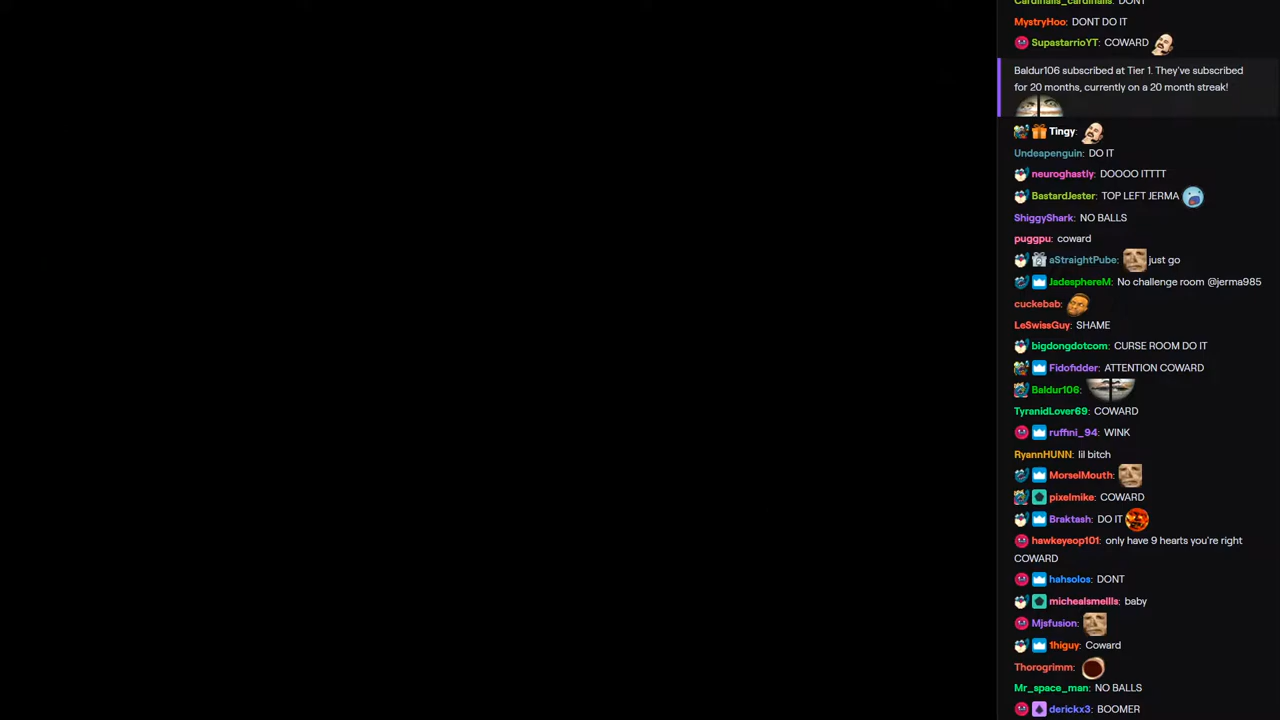 Cardinalis_cardinalis: DONT
MystryHoo: DONT DO IT
SupastarrioYT: COWARD
Baldur106 subscribed at Tier 1. They've subscribed
for 20 months, currently on a 20 month streak!
Tingy:
Undeapenguin: DO IT
neuroghastly: DOOOO ITTTT
BastardJester: TOP LEFT JERMA
ShiggyShark: NO BALLS
puggpu: coward
aStraightPube: just go
JadesphereM: No challenge room @jerma985
cuckebab:
LeSwissGuy: SHAME
bigdongdotcom: CURSE ROOM DO IT
Fidofidder: ATTENTION COWARD
Baldur106:
TyranidLover69: COWARD
ruffini_94: WINK
RyannHUNN: lil bitch
MorselMouth:
pixelmike: COWARD
Braktash: DO IT
hawkeyeop101: only have 9 hearts you're right
COWARD
hahsolos: DONT
michealsmellls: baby
Mjsfusion:
1higuy: Coward
Thorogrimm:
Mr_space_man: NO BALLS
derickx3: BOOMER